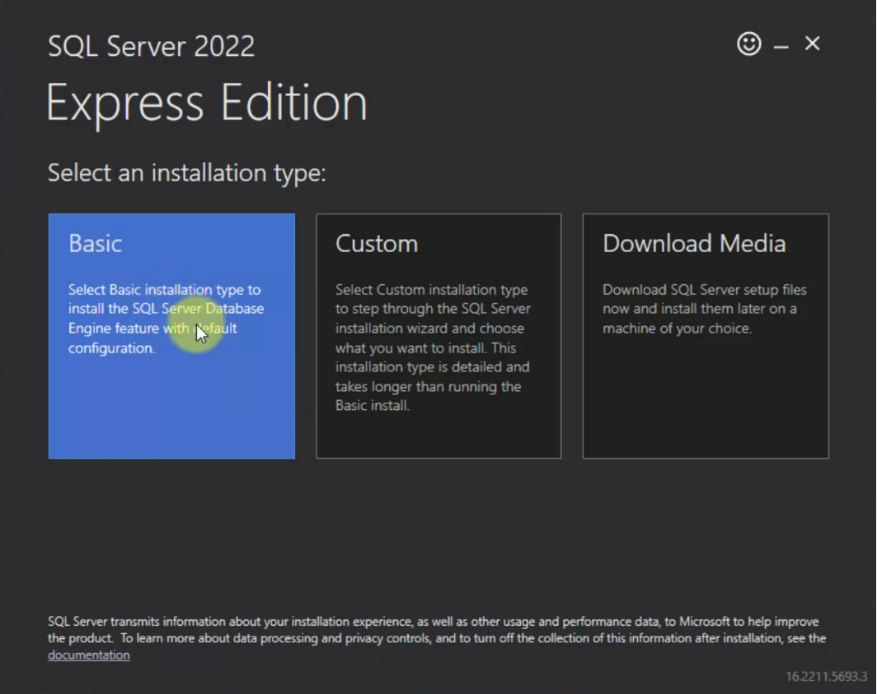 SQL Server 2022
Express Edition
Select an installation type:
Basic
Select Basic installation type to
install the SQL Server Database
Engine feature with default
configuration.
Custom
Select Custom installation type
to step through the SQL Server
installation wizard and choose
what you want to install. This
installation type is detailed and
takes longer than running the
Basic install.
Download Media
Download SQL Server setup files
now and install them later on a
machine of your choice.
SQL Server transmits information about your installation experience, as well as other usage and performance data, to Microsoft to help improve
the product. To learn more about data processing and privacy controls, and to turn off the collection of this information after installation, see the
documentation
16.2211.5693.3